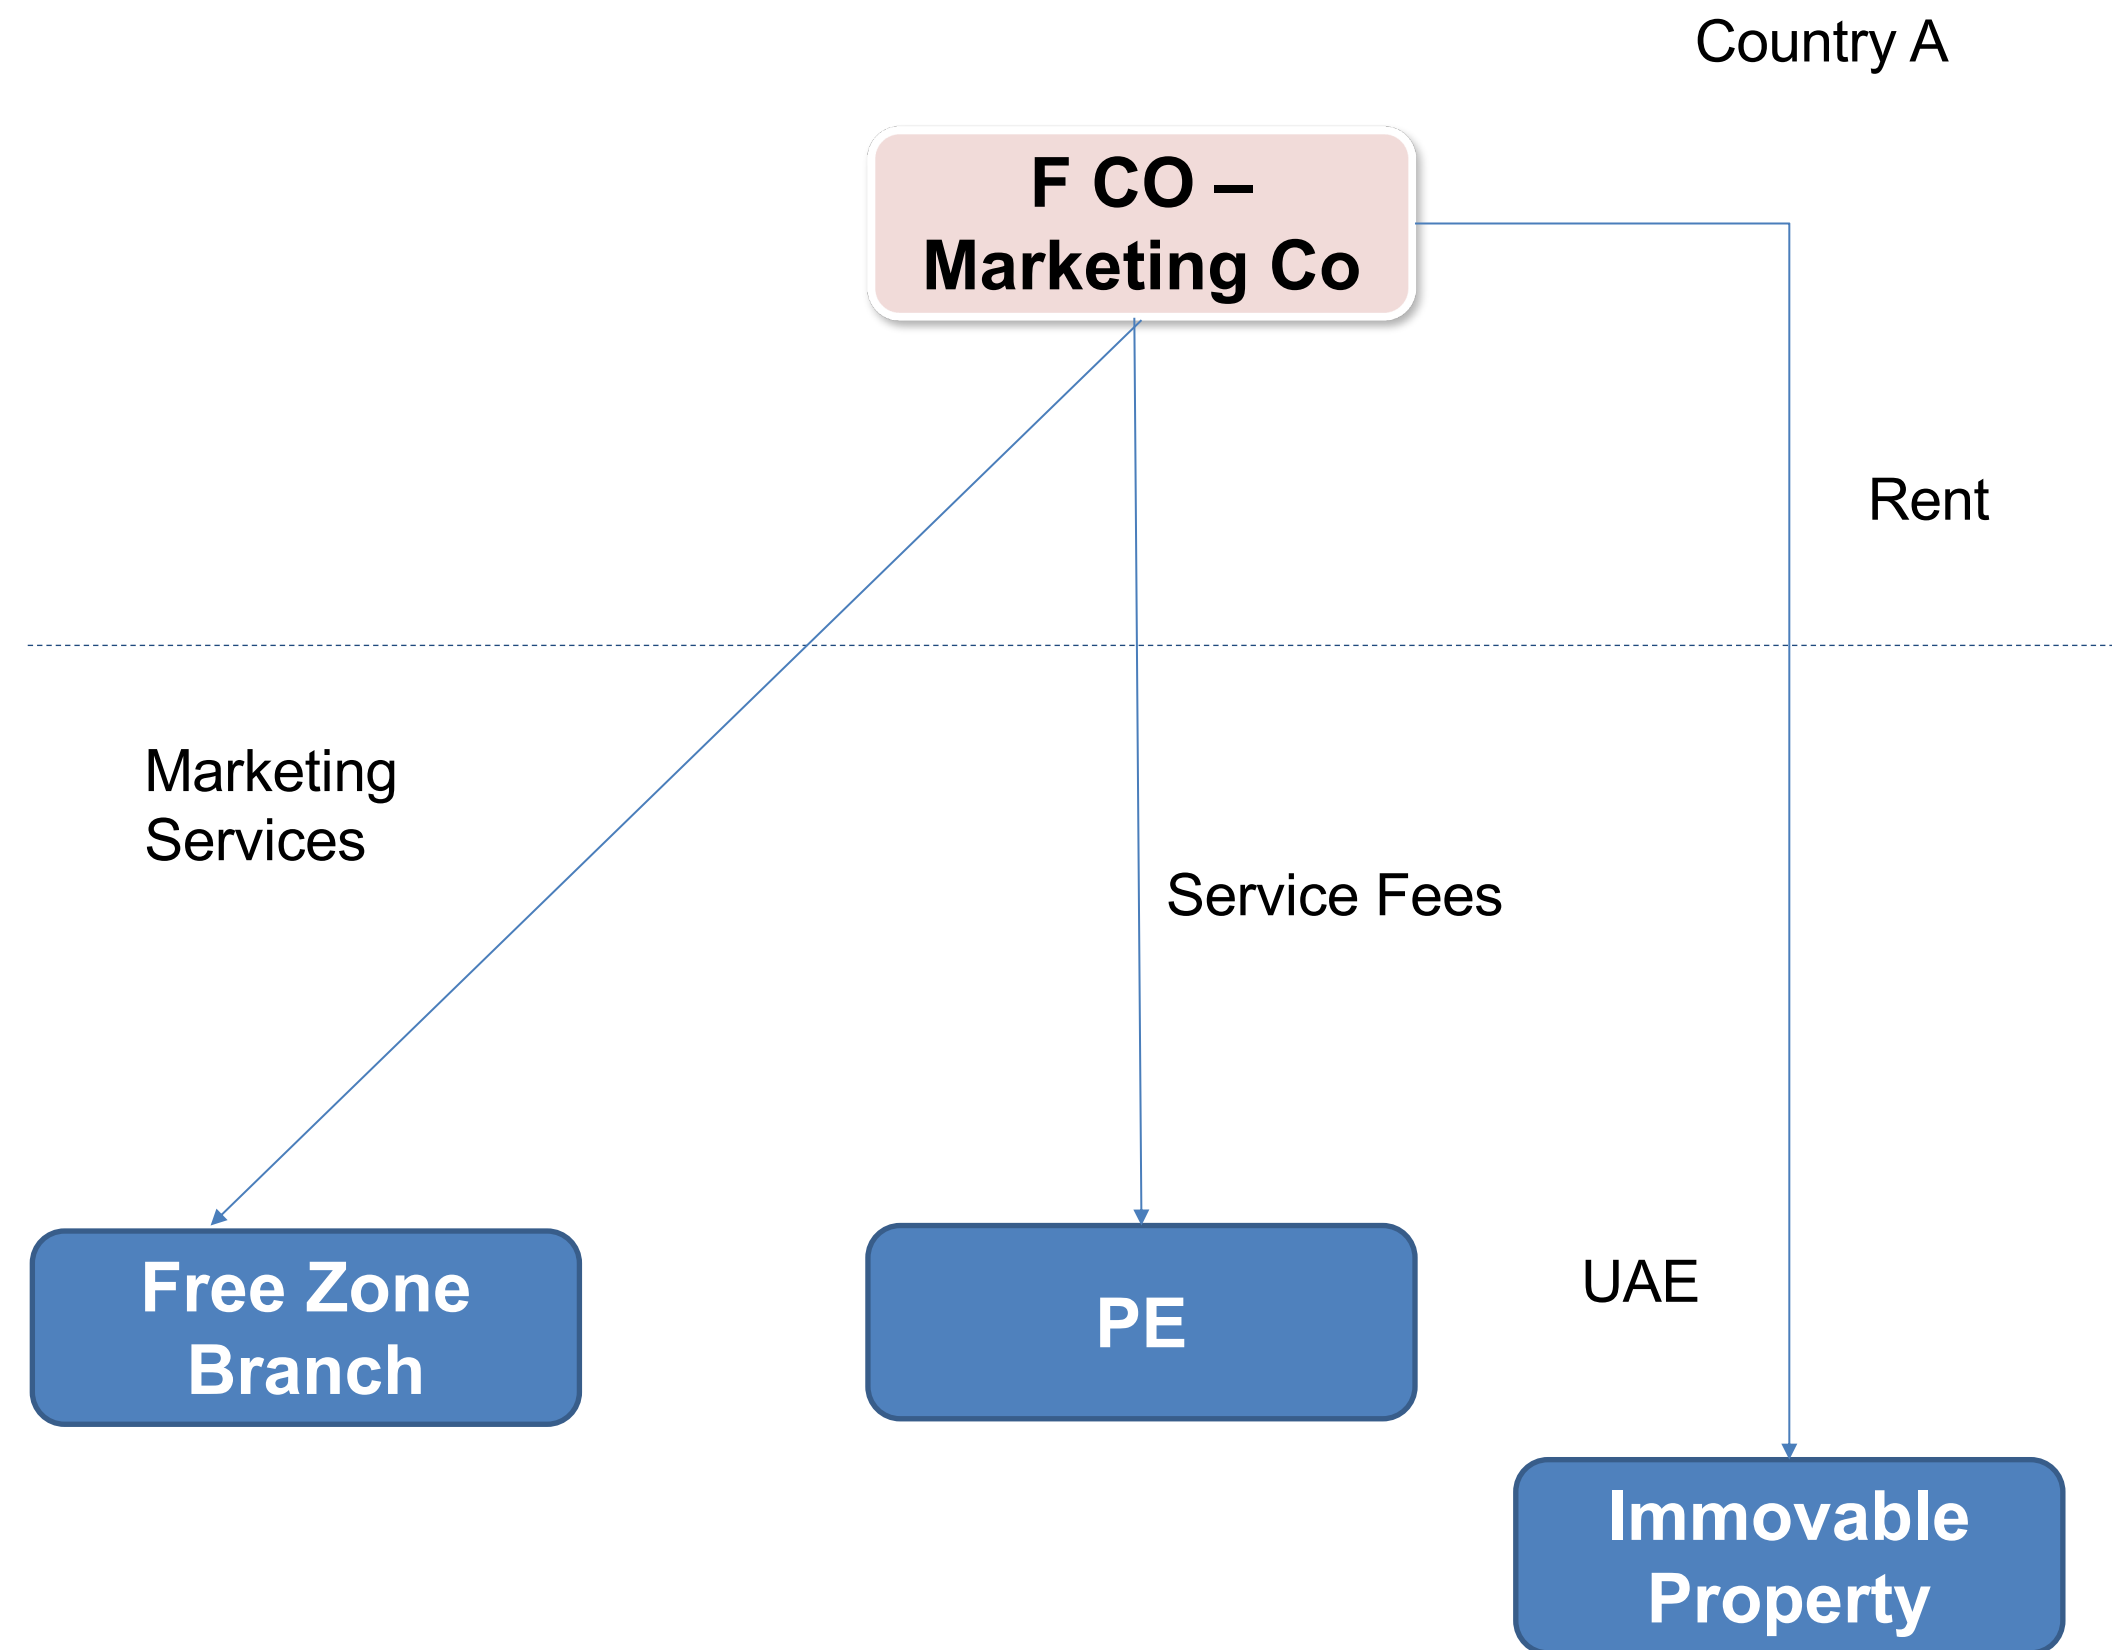 Country A
F CO –
Marketing Co
Rent
Marketing
Services
Service Fees
UAE
Free Zone
Branch
PE
Immovable
Property